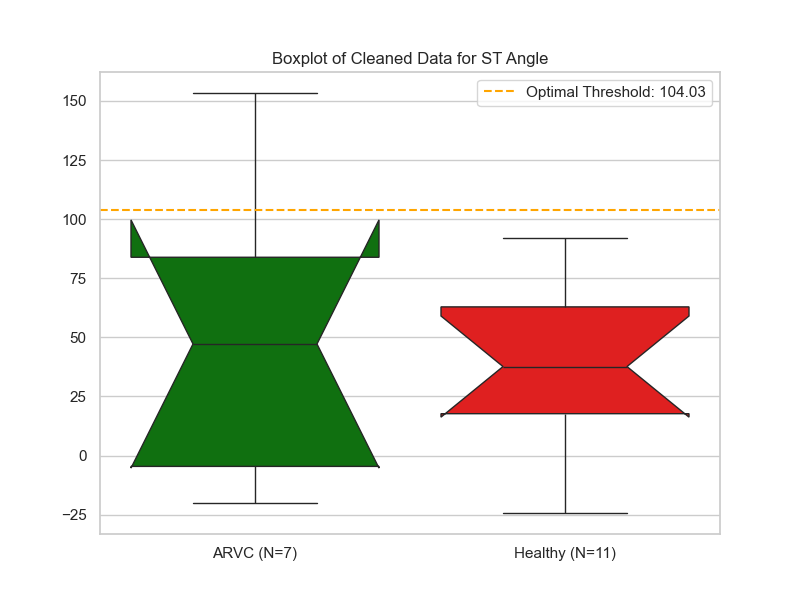 Boxplot of Cleaned Data for ST Angle
Optimal Threshold: 104.03
150
125
100
75
50
25
0
−25
ARVC (N=7)
Healthy (N=11)